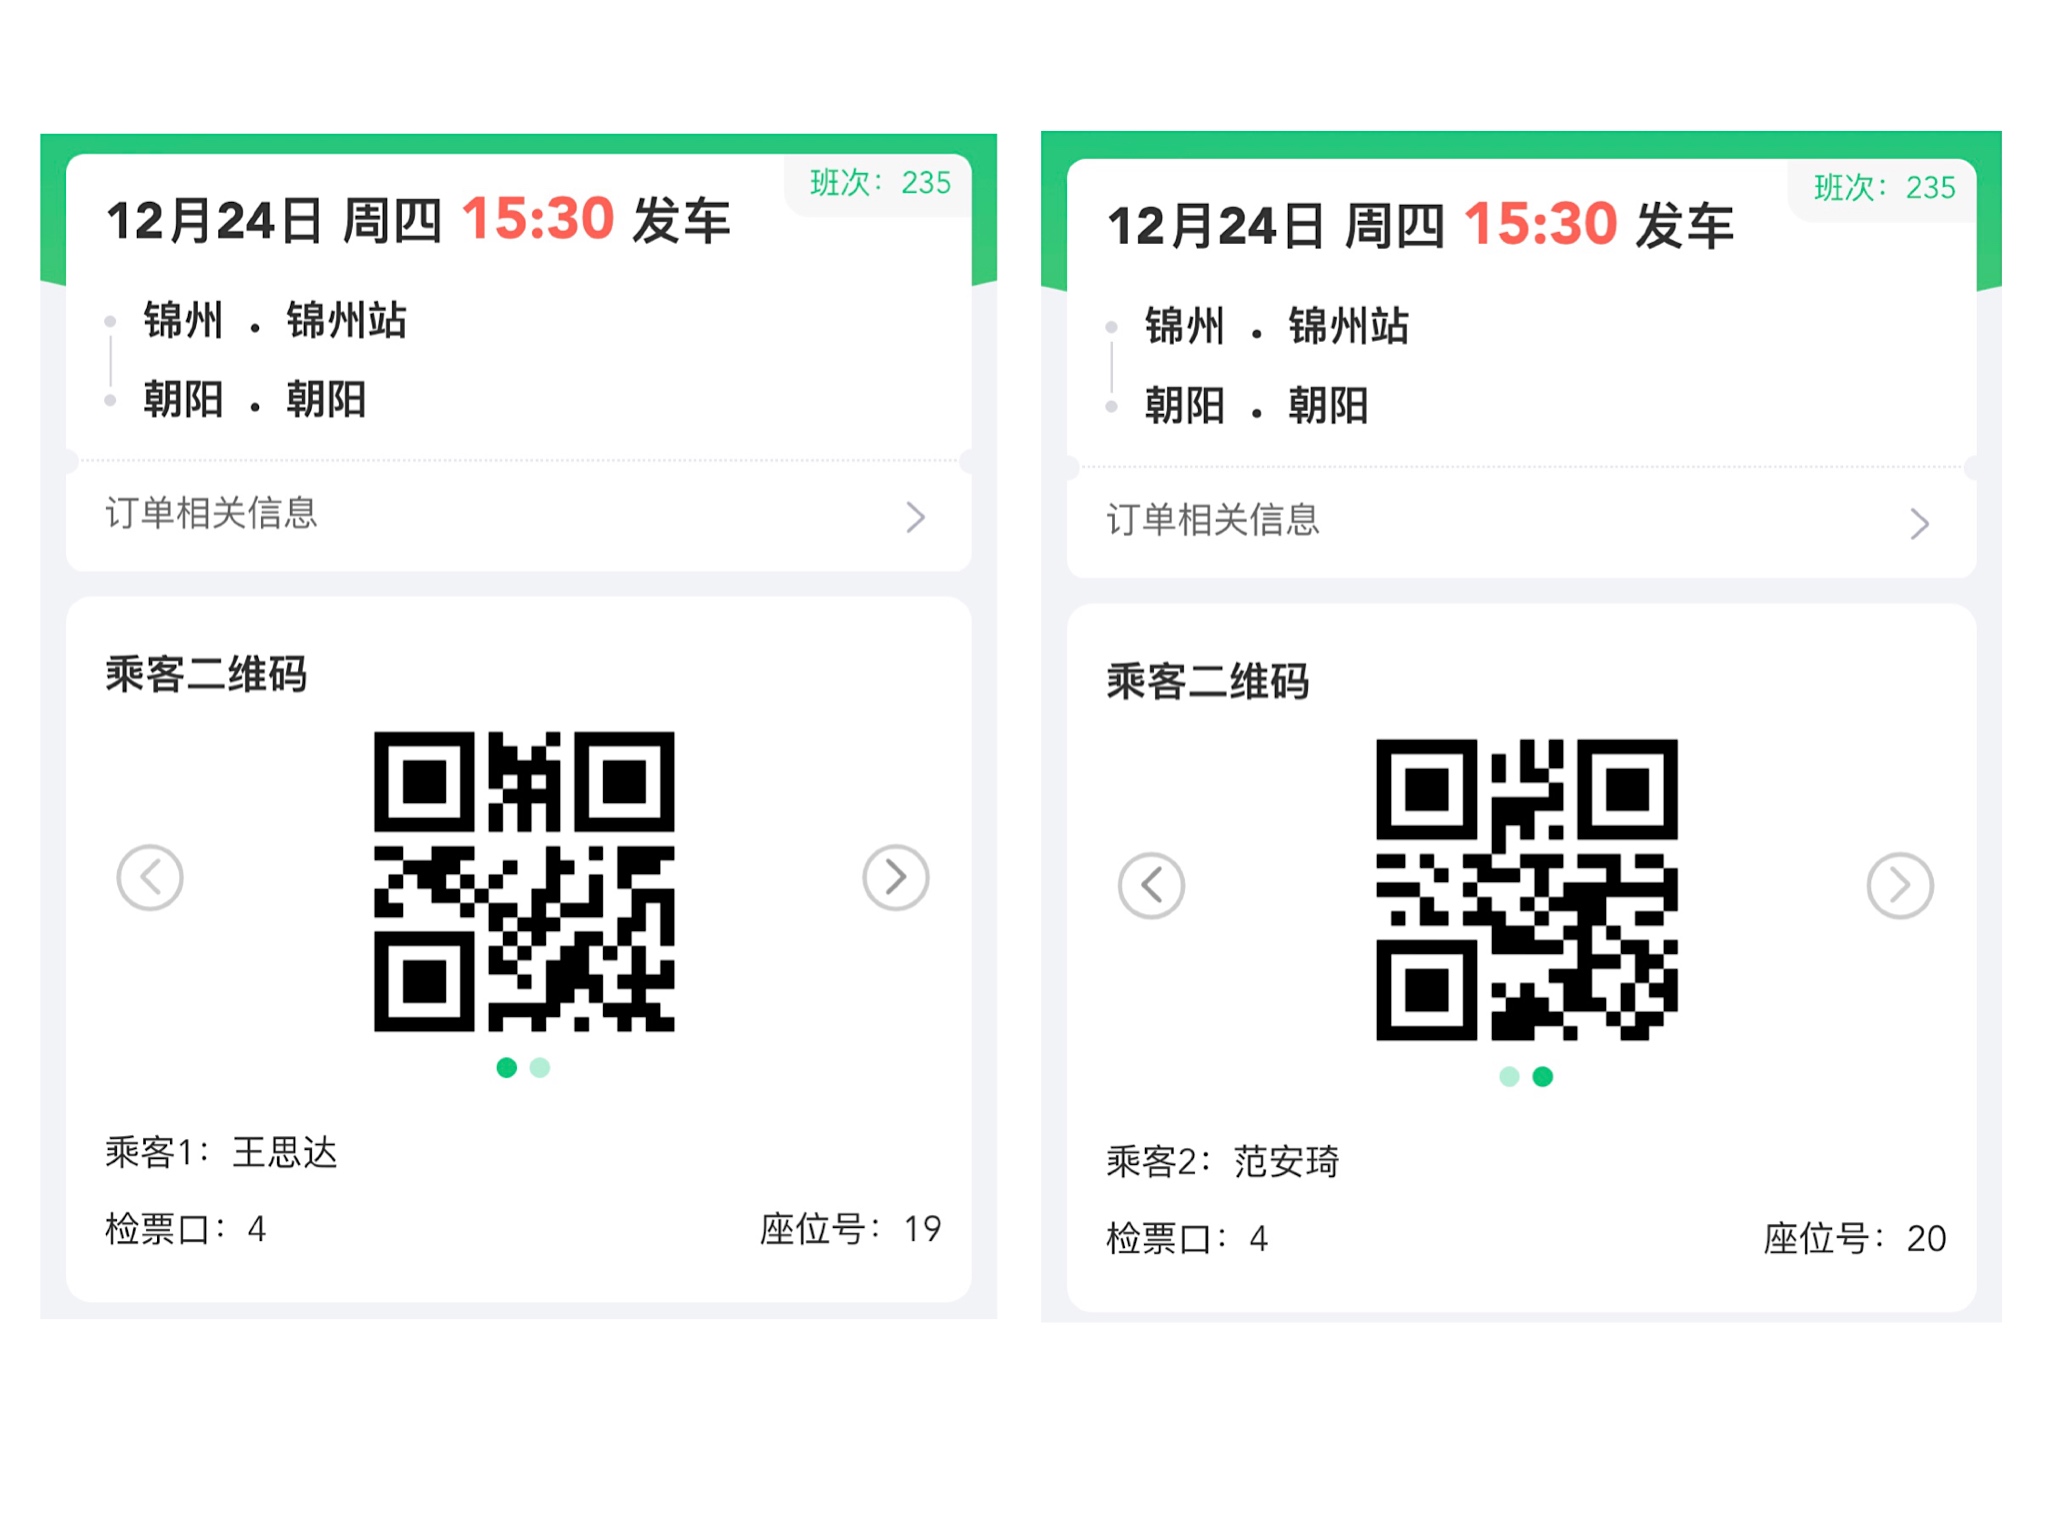 班次：235
12月24日 周四 15:30 发车
锦州 . 锦州站
朝阳 . 朝阳
订单相关信息
乘客二维码
乘客1：王思达
检票口：4 座位号：19
班次：235
12月24日 周四 15:30 发车
锦州 . 锦州站
朝阳 . 朝阳
订单相关信息
乘客二维码
乘客2：范安琦
检票口：4 座位号：20